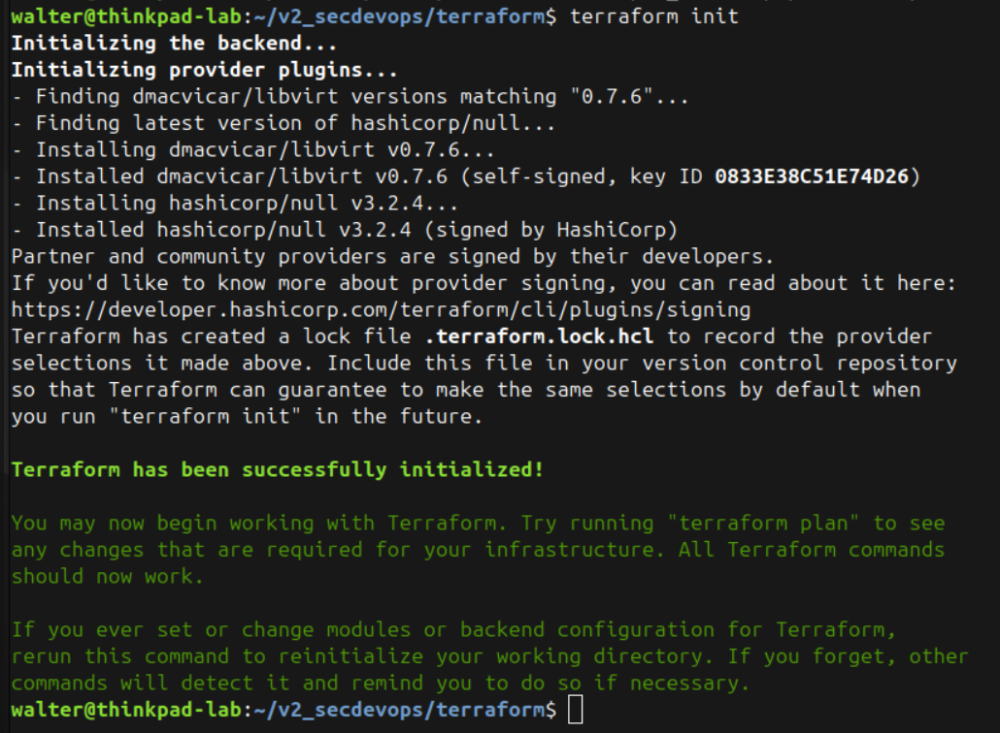 walter@thinkpad-lab:~/v2_secdevops/terraform$ terraform init
Initializing the backend...
Initializing provider plugins...
- Finding dmacvicar/libvirt versions matching "0.7.6"...
- Finding latest version of hashicorp/null...
- Installing dmacvicar/libvirt v0.7.6...
- Installed dmacvicar/libvirt v0.7.6 (self-signed, key ID 0833E38C51E74D26)
- Installing hashicorp/null v3.2.4...
- Installed hashicorp/null v3.2.4 (signed by HashiCorp)
Partner and community providers are signed by their developers.
If you'd like to know more about provider signing, you can read about it here:
https://developer.hashicorp.com/terraform/cli/plugins/signing
Terraform has created a lock file .terraform.lock.hcl to record the provider
selections it made above. Include this file in your version control repository
so that Terraform can guarantee to make the same selections by default when
you run "terraform init" in the future.
Terraform has been successfully initialized!
You may now begin working with Terraform. Try running "terraform plan" to see
any changes that are required for your infrastructure. All Terraform commands
should now work.
If you ever set or change modules or backend configuration for Terraform,
rerun this command to reinitialize your working directory. If you forget, other
commands will detect it and remind you to do so if necessary.
walter@thinkpad-lab:~/v2_secdevops/terraform$